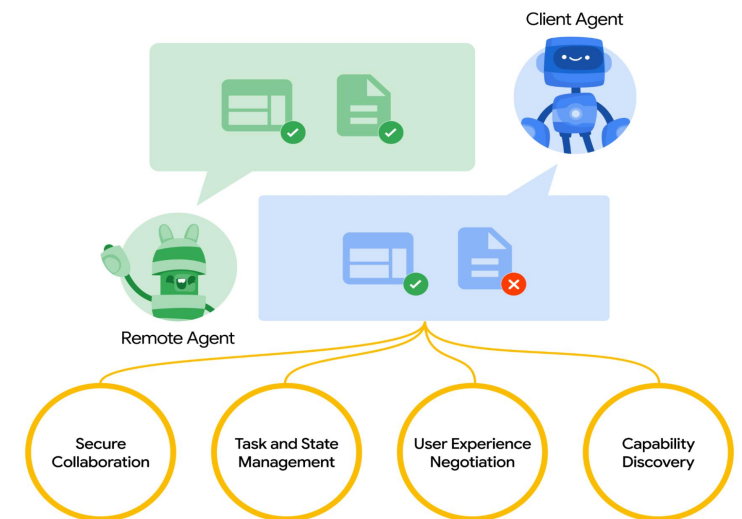 Client Agent
Remote Agent
Secure
Collaboration
Task and State
Management
User Experience
Negotiation
Capability
Discovery